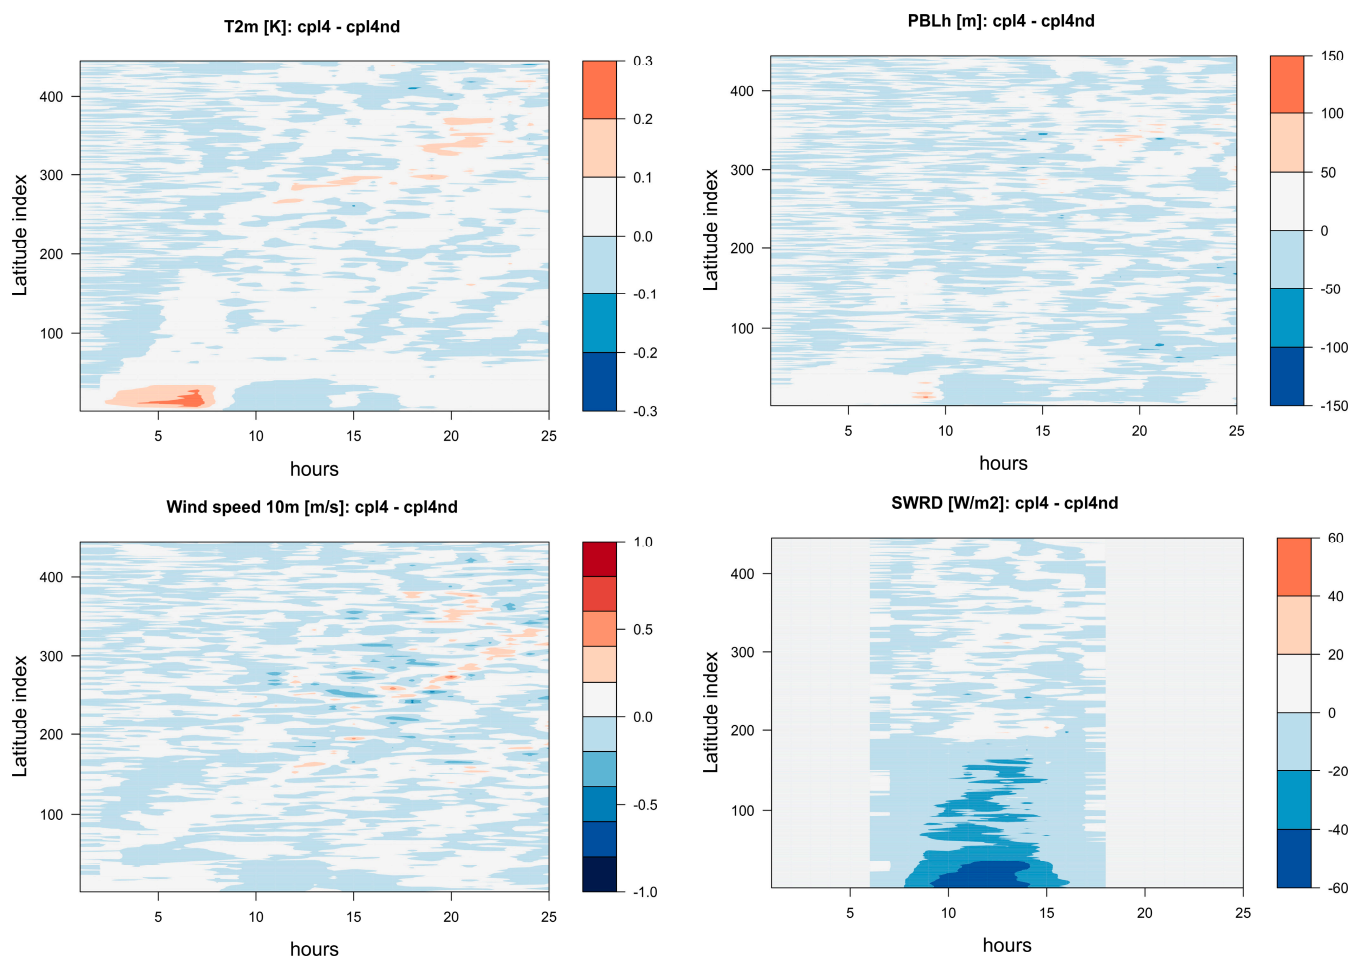 T2m [K]: cpl4 - cpl4nd
Latitude index
400
300
200
100
5 10 15 20 25
hours
0.3
0.2
0.1
0.0
-0.1
-0.2
-0.3
PBLh [m]: cpl4 - cpl4nd
Latitude index
400
300
200
100
5 10 15 20 25
hours
150
100
50
0
-50
-100
-150
Wind speed 10m [m/s]: cpl4 - cpl4nd
Latitude index
400
300
200
100
5 10 15 20 25
hours
1.0
0.5
0.0
-0.5
-1.0
SWRD [W/m2]: cpl4 - cpl4nd
Latitude index
400
300
200
100
5 10 15 20 25
hours
60
40
20
0
-20
-40
-60